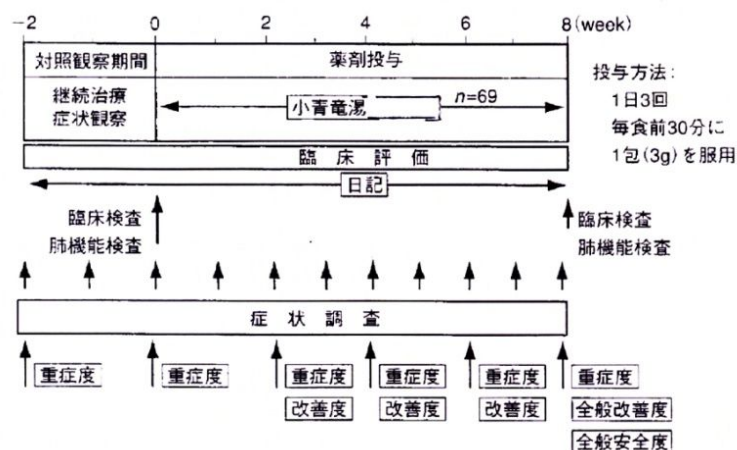 −2 0 2 4 6 8(week)
対照観察期間 薬剤投与
継続治療
症状観察
小青竜湯 n=69
投与方法:
1日3回
毎食前30分に
1包(3g)を服用
臨床評価
日記
臨床検査
肺機能検査
臨床検査
肺機能検査
症状調査
重症度 重症度 重症度 重症度 重症度 重症度
改善度 改善度 改善度 全般改善度
全般安全度